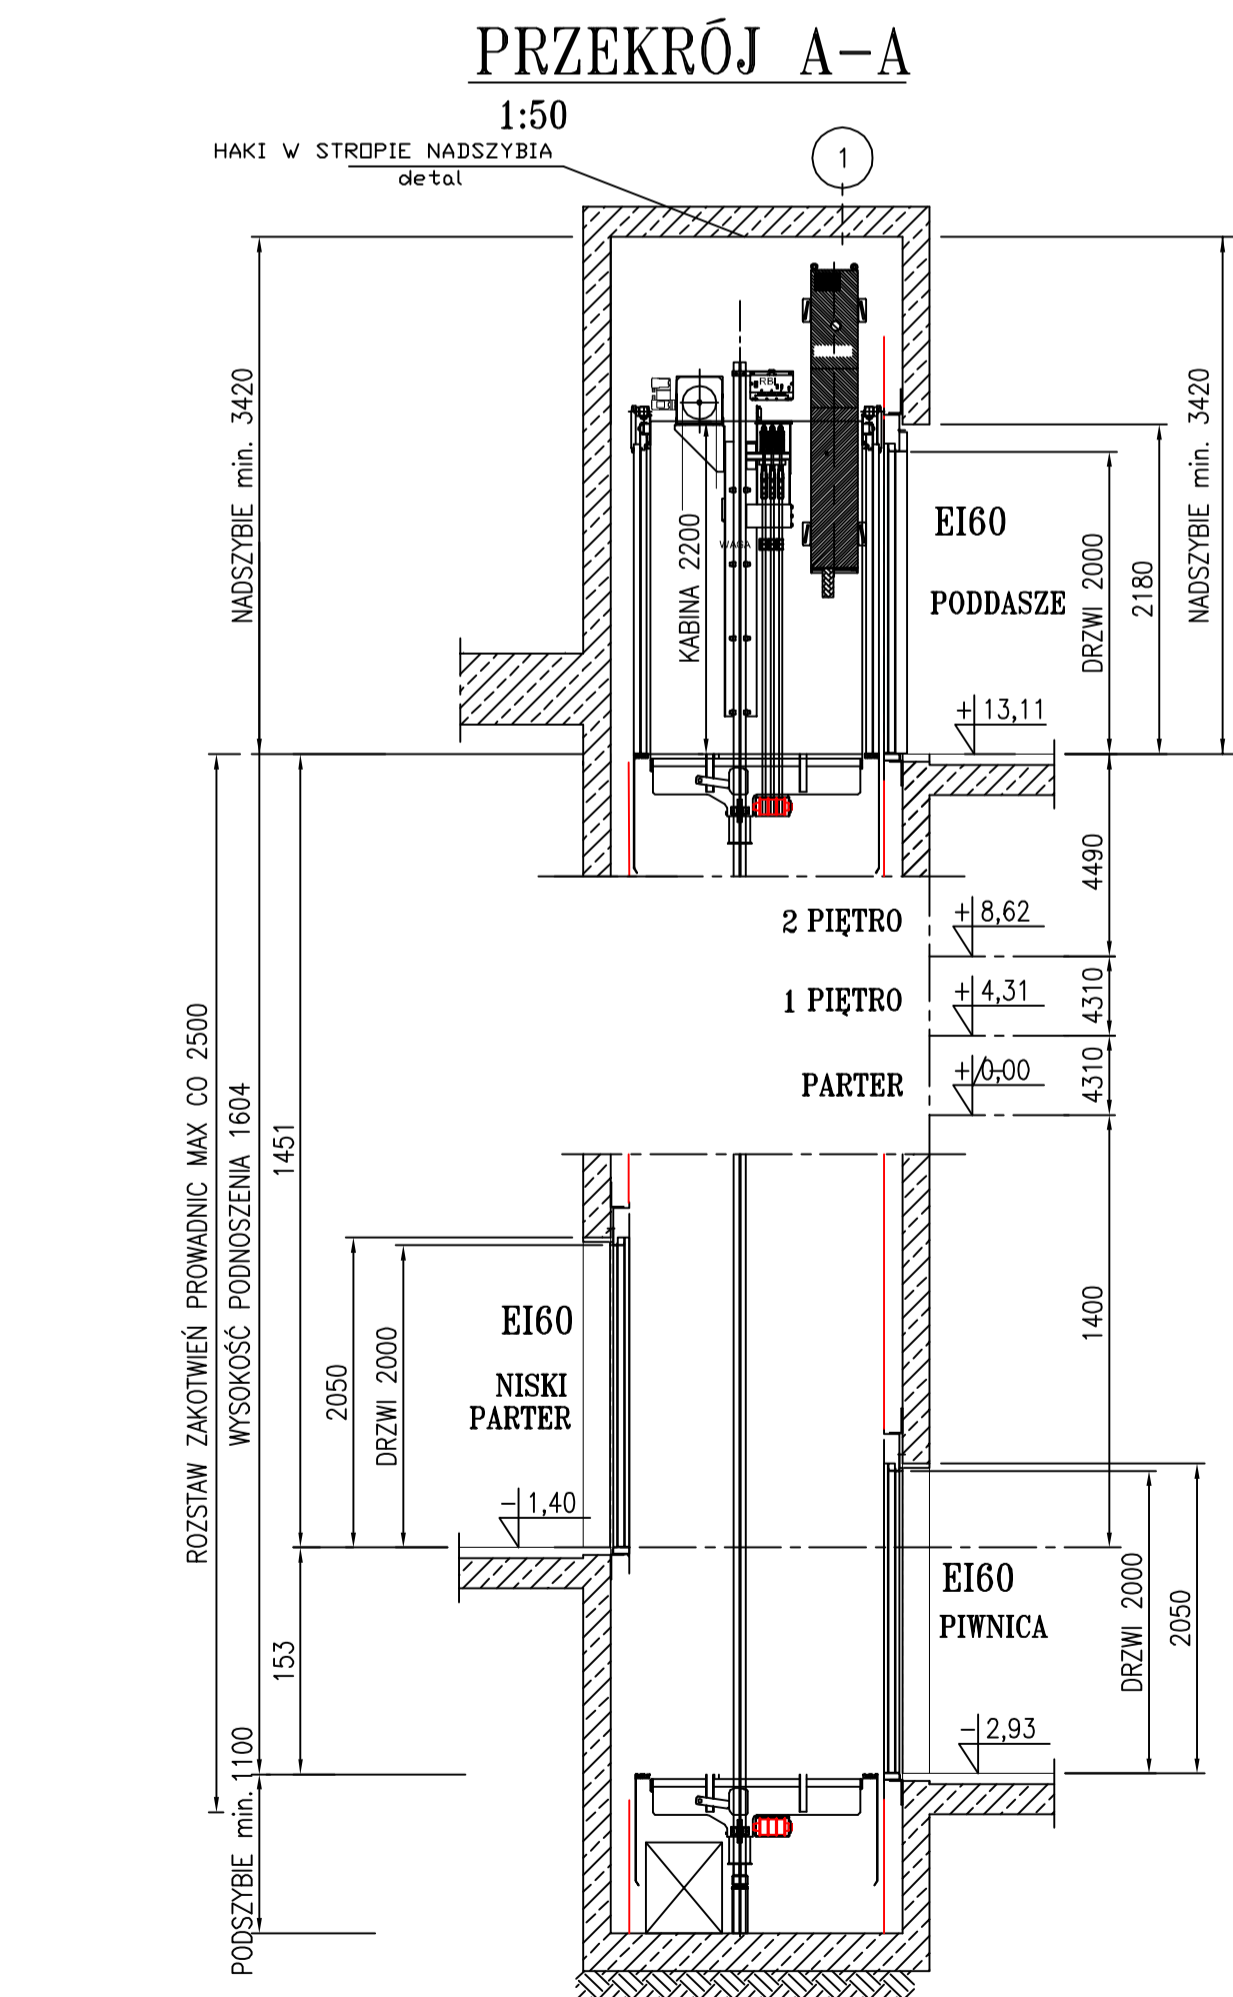 PRZEKRÓJ A-A
1:50
HAKI W STROPIE NADSZYBIA
detal
1
NADSZYBIE min. 3420
RBL
WAGA
KABINA 2200
EI60
PODDASZE
DRZWI 2000
2180
NADSZYBIE min. 3420
+13,11
4490
2 PIĘTRO
+8,62
4310
1 PIĘTRO
+4,31
4310
PARTER
+0,00
ROZSTAW ZAKOTWIEŃ PROWADNIC MAX CO 2500
WYSOKOŚĆ PODNOSZENIA 1604
1451
2050
DRZWI 2000
EI60
NISKI
PARTER
-1,40
1400
153
EI60
PIWNICA
DRZWI 2000
2050
-2,93
PODSZYBIE min. 1100